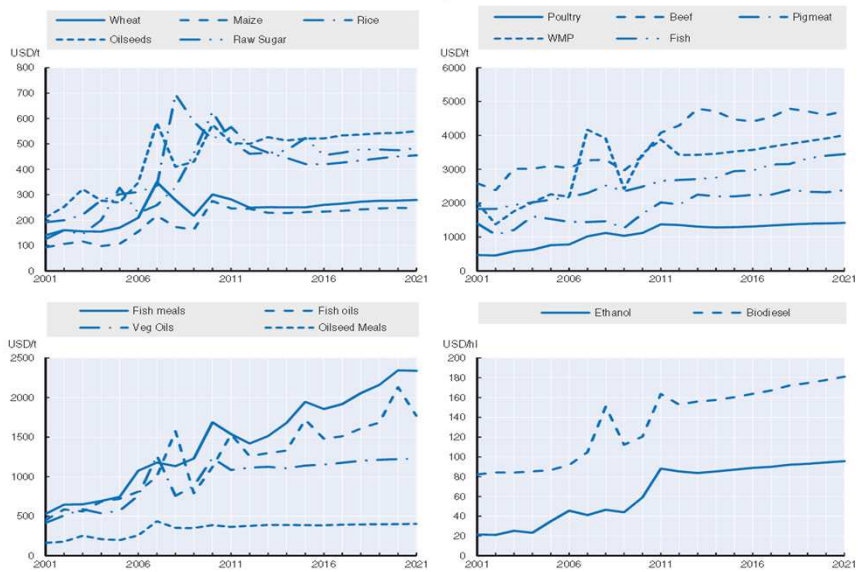 Wheat Maize Rice
Oilseeds Raw Sugar
USD/t
800
700
600
500
400
300
200
100
0
2001 2006 2011 2016 2021
Poultry Beef Pigmeat
WMP Fish
USD/t
6000
5000
4000
3000
2000
1000
0
2001 2006 2011 2016 2021
Fish meals Fish oils
Veg Oils Oilseed Meals
USD/t
2500
2000
1500
1000
500
0
2001 2006 2011 2016 2021
Ethanol Biodiesel
USD/hl
200
180
160
140
120
100
80
60
40
20
0
2001 2006 2011 2016 2021